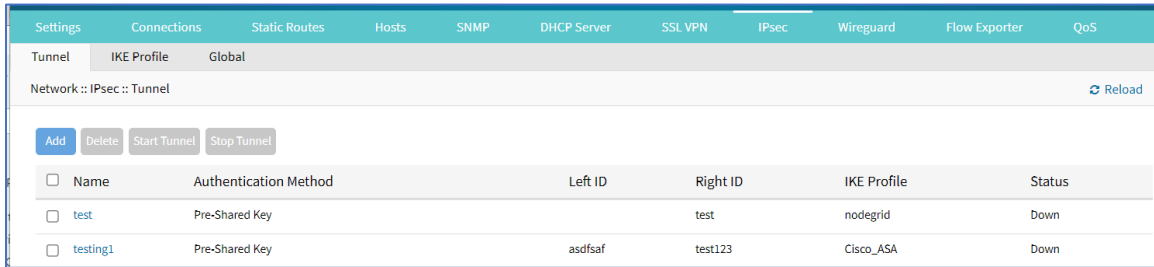 Settings Connections Static Routes Hosts SNMP DHCP Server SSL VPN IPsec Wireguard Flow Exporter QoS
Tunnel IKE Profile Global
Network :: IPsec :: Tunnel Reload
Add Delete Start Tunnel Stop Tunnel
Name Authentication Method Left ID Right ID IKE Profile Status
test Pre-Shared Key test nodegrid Down
testing1 Pre-Shared Key asdfsaf test123 Cisco_ASA Down